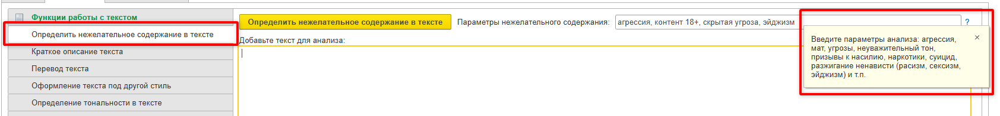 Функции работы с текстом
Определить нежелательное содержание в тексте
Краткое описание текста
Перевод текста
Оформление текста под другой стиль
Определение тональности в тексте
Определить нежелательное содержание в тексте
Параметры нежелательного содержания:
агрессия, контент 18+, скрытая угроза, эйджизм
?
Добавьте текст для анализа:
Введите параметры анализа: агрессия,
мат, угрозы, неуважительный тон,
призывы к насилию, наркотики, суицид,
разжигание ненависти (расизм, сексизм,
эйджизм) и т.п.